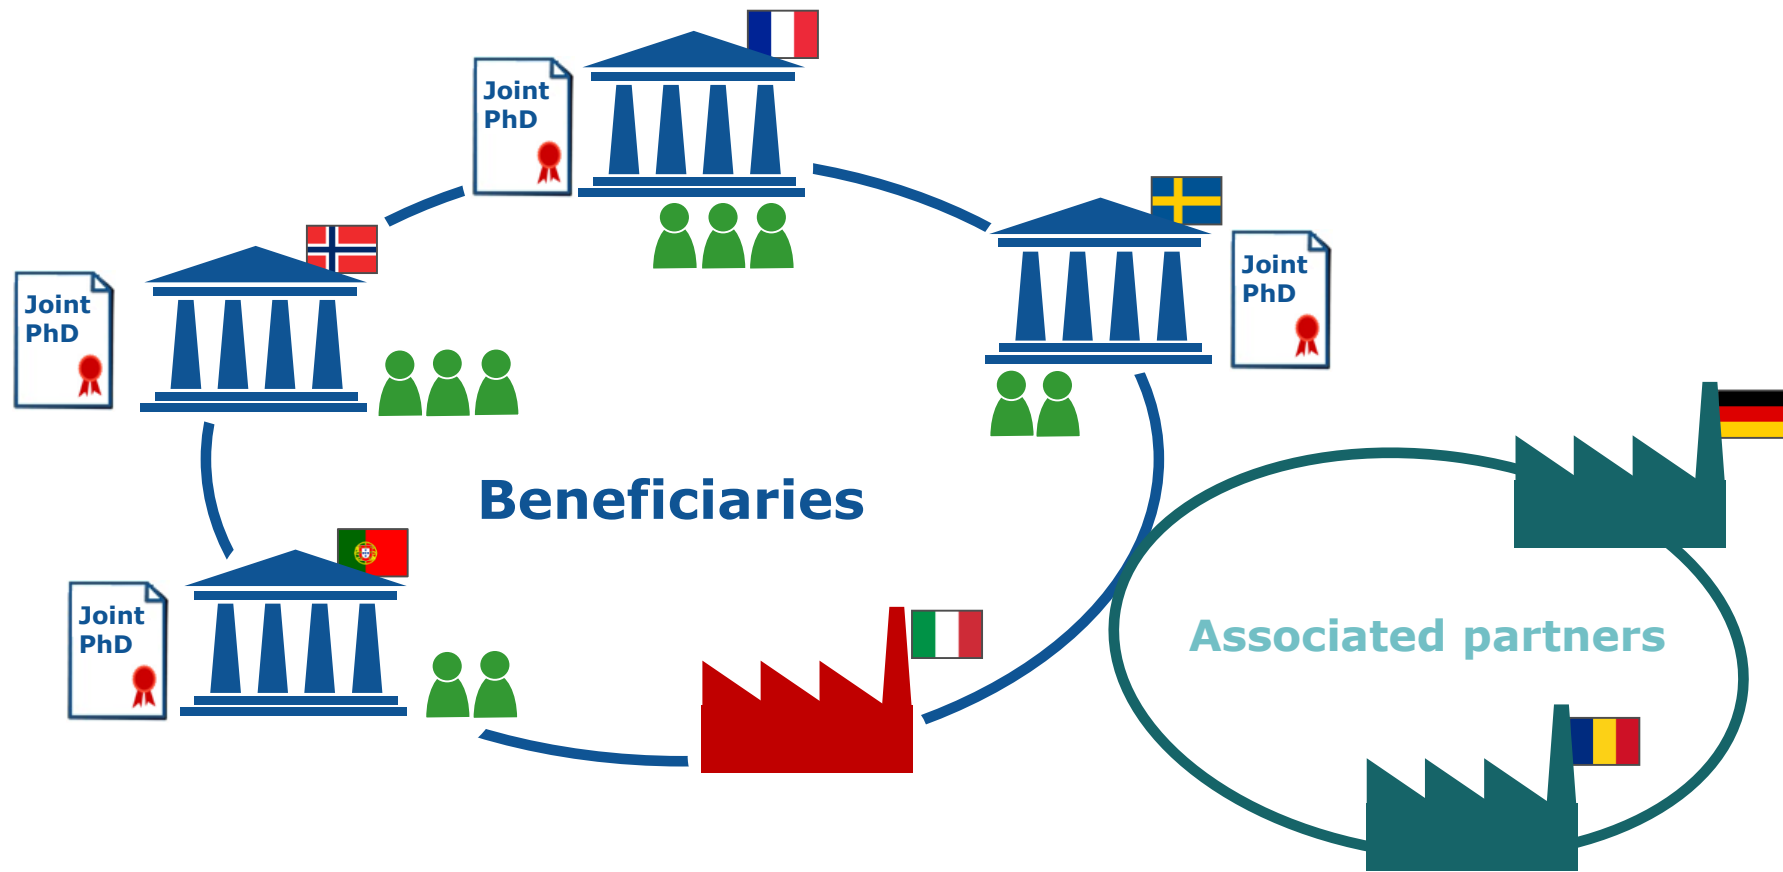 Joint
PhD
Joint
PhD
Joint
PhD
Beneficiaries
Joint
PhD
Associated partners